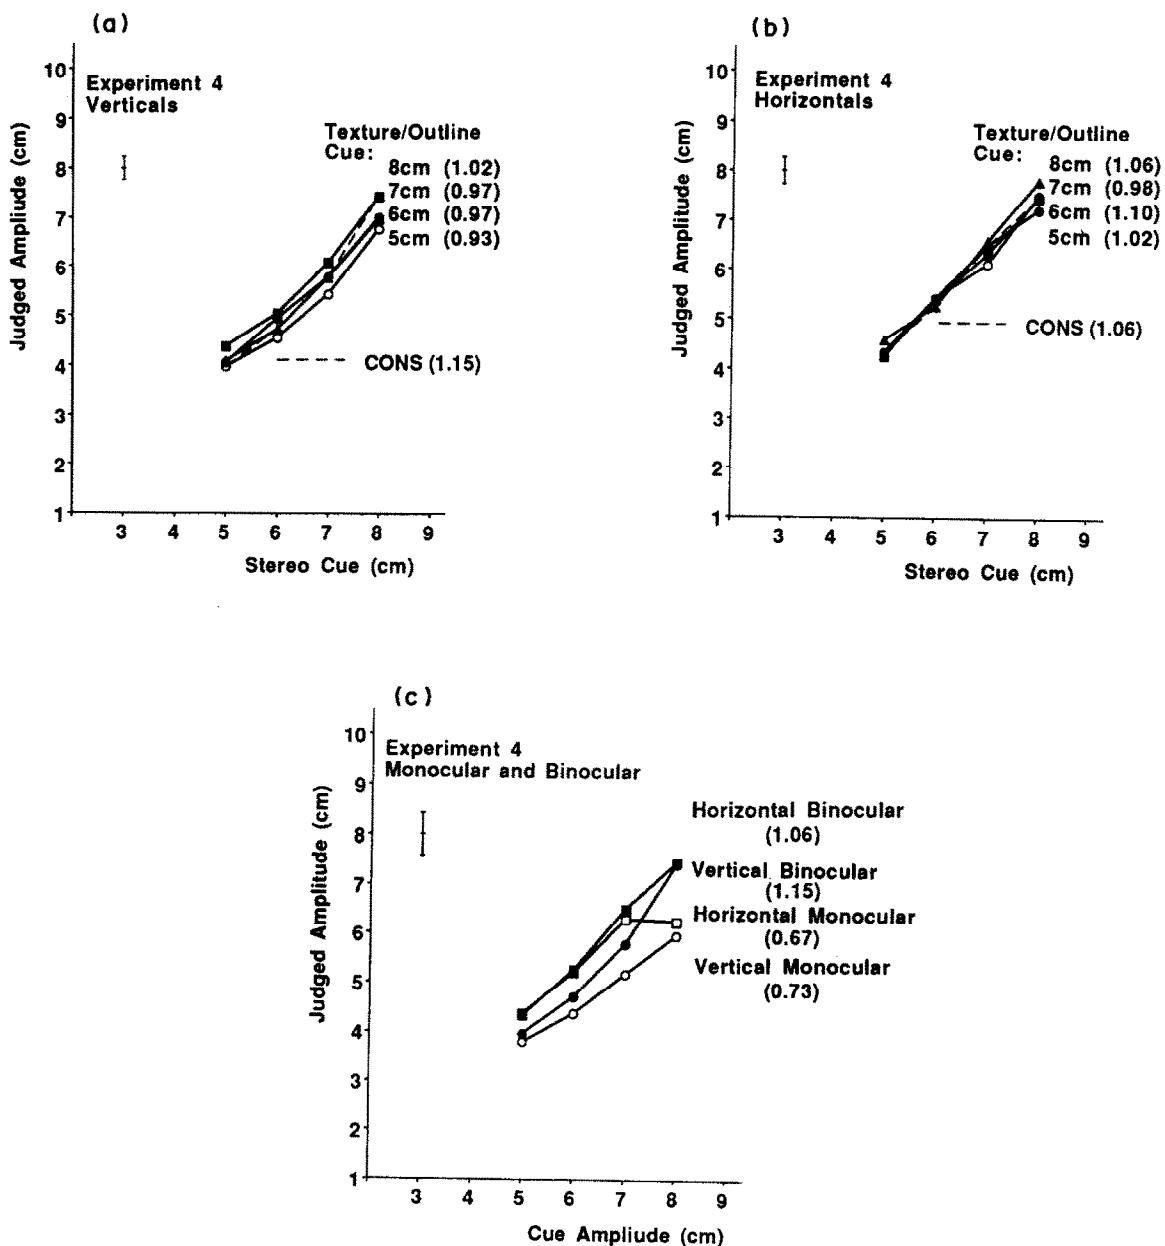 (a)
Experiment 4
Verticals
Texture/Outline
Cue:
8cm (1.02)
7cm (0.97)
6cm (0.97)
5cm (0.93)
CONS (1.15)
Judged Ampliude (cm)
10
9
8
7
6
5
4
3
2
1
3 4 5 6 7 8 9
Stereo Cue (cm)
(b)
Experiment 4
Horizontals
Texture/Outline
Cue:
8cm (1.06)
7cm (0.98)
6cm (1.10)
5cm (1.02)
CONS (1.06)
Judged Amplitude (cm)
10
9
8
7
6
5
4
3
2
1
3 4 5 6 7 8 9
Stereo Cue (cm)
(c)
Experiment 4
Monocular and Binocular
Horizontal Binocular
(1.06)
Vertical Binocular
(1.15)
Horizontal Monocular
(0.67)
Vertical Monocular
(0.73)
Judged Amplitude (cm)
10
9
8
7
6
5
4
3
2
1
3 4 5 6 7 8 9
Cue Ampliude (cm)